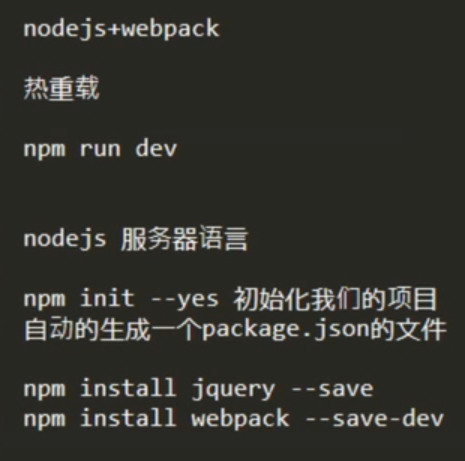 nodejs+webpack
热重载
npm run dev
nodejs 服务器语言
npm init --yes 初始化我们的项目
自动的生成一个package.json的文件
npm install jquery --save
npm install webpack --save-dev